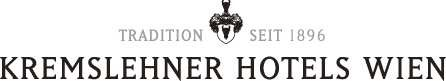 TRADITION SEIT 1896
KREMSLEHNER HOTELS WIEN